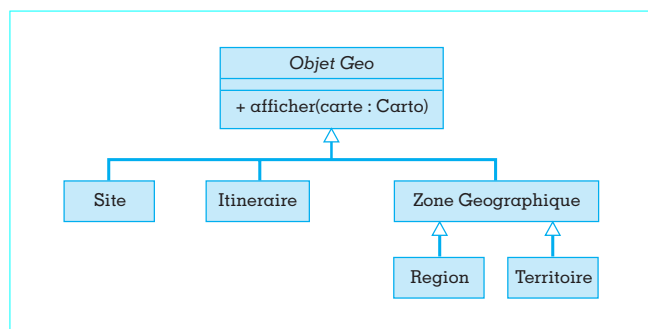 Objet Geo
+ afficher(carte : Carto)
Site
Itineraire
Zone Geographique
Region
Territoire